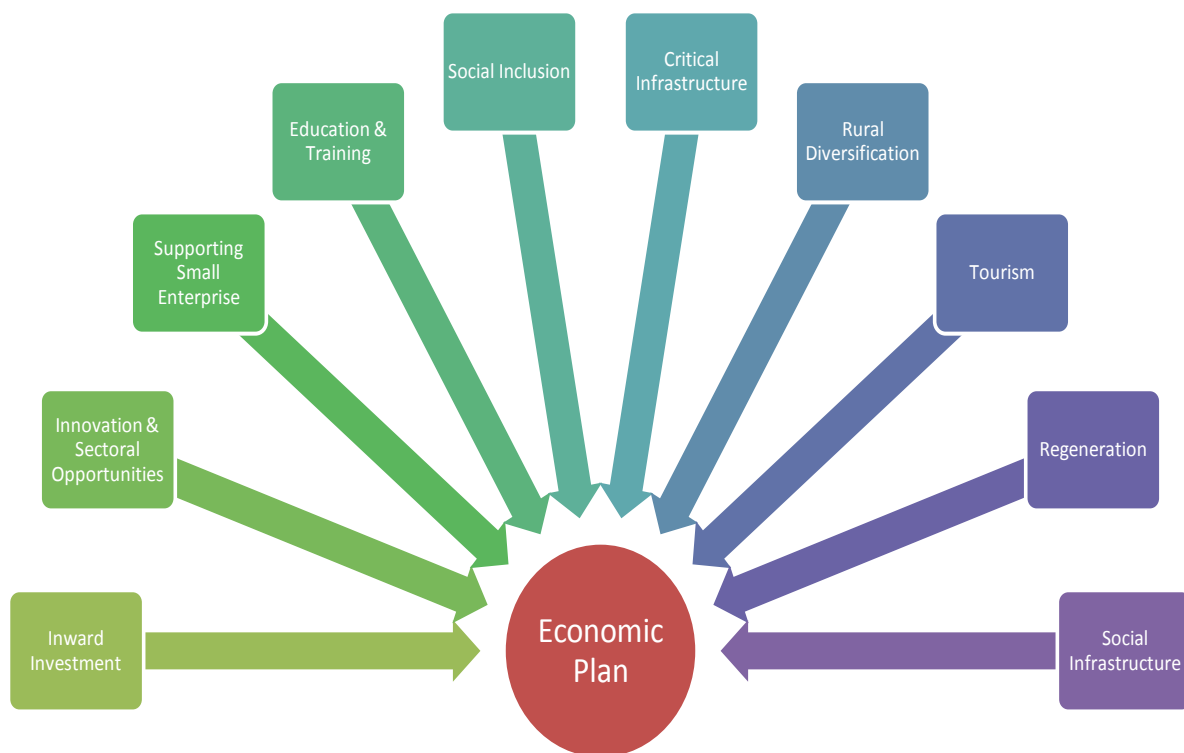 Social Inclusion
Critical
Infrastructure
Education &
Training
Rural
Diversification
Supporting
Small
Enterprise
Tourism
Innovation &
Sectoral
Opportunities
Regeneration
Inward
Investment
Economic
Plan
Social
Infrastructure